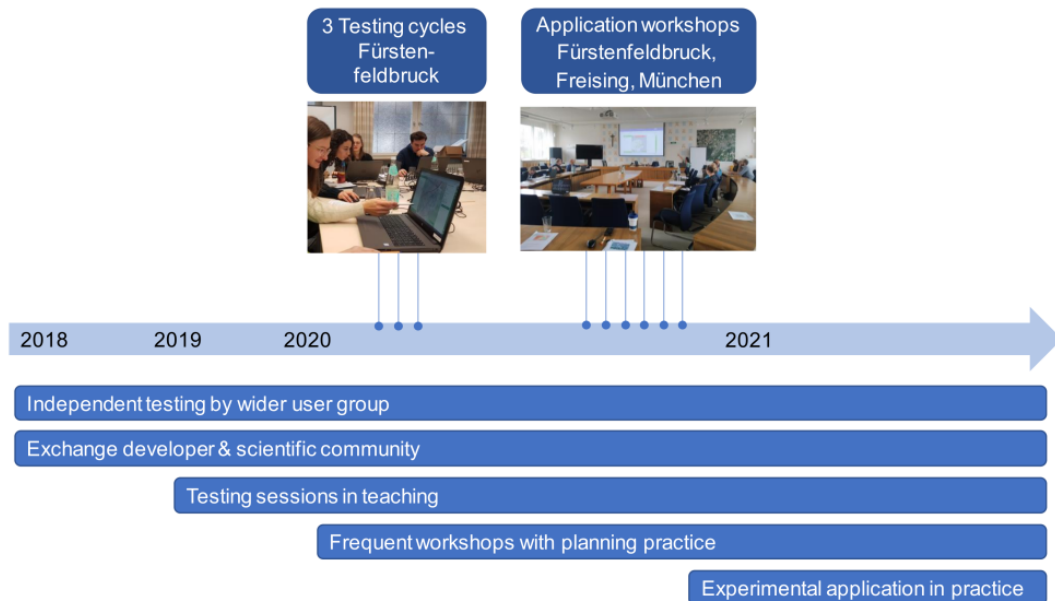 3 Testing cycles
Fürsten-
feldbruck
Application workshops
Fürstenfeldbruck,
Freising, München
2018
2019
2020
2021
Independent testing by wider user group
Exchange developer & scientific community
Testing sessions in teaching
Frequent workshops with planning practice
Experimental application in practice